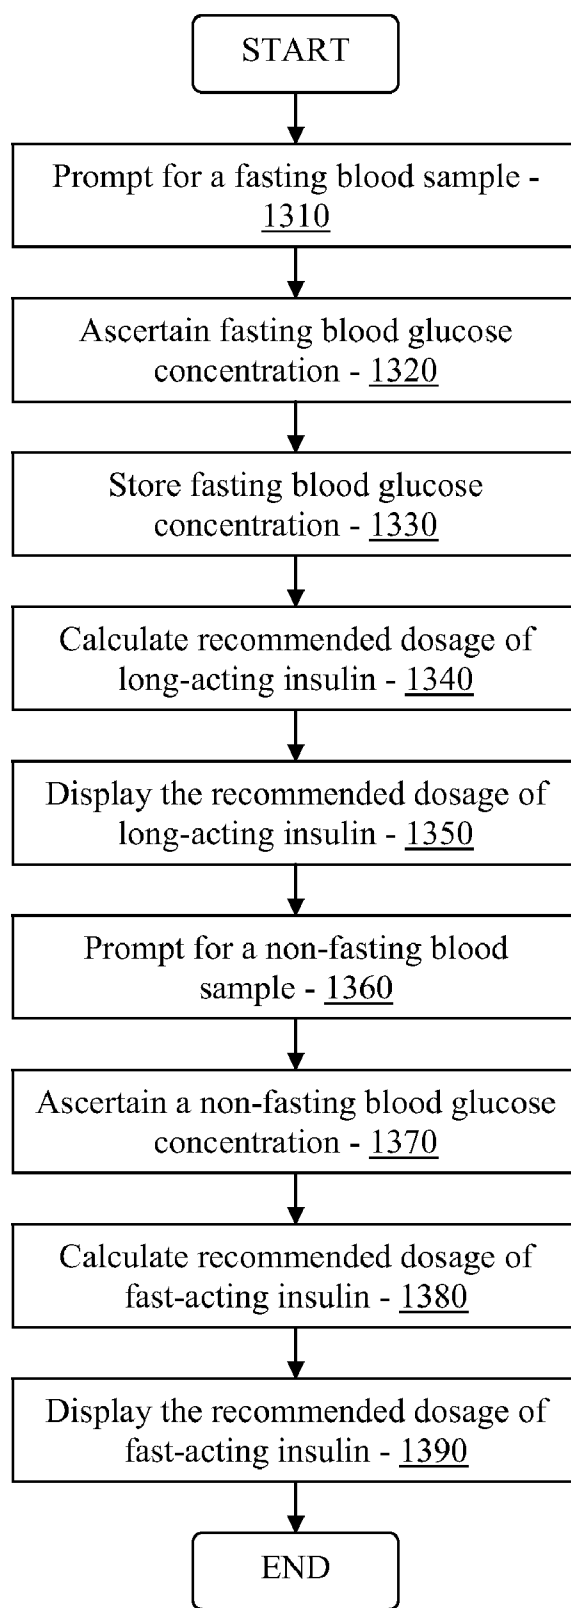 START
Prompt for a fasting blood sample -
1310
Ascertain fasting blood glucose
concentration - 1320
Store fasting blood glucose
concentration - 1330
Calculate recommended dosage of
long-acting insulin - 1340
Display the recommended dosage of
long-acting insulin - 1350
Prompt for a non-fasting blood
sample - 1360
Ascertain a non-fasting blood glucose
concentration - 1370
Calculate recommended dosage of
fast-acting insulin - 1380
Display the recommended dosage of
fast-acting insulin - 1390
END